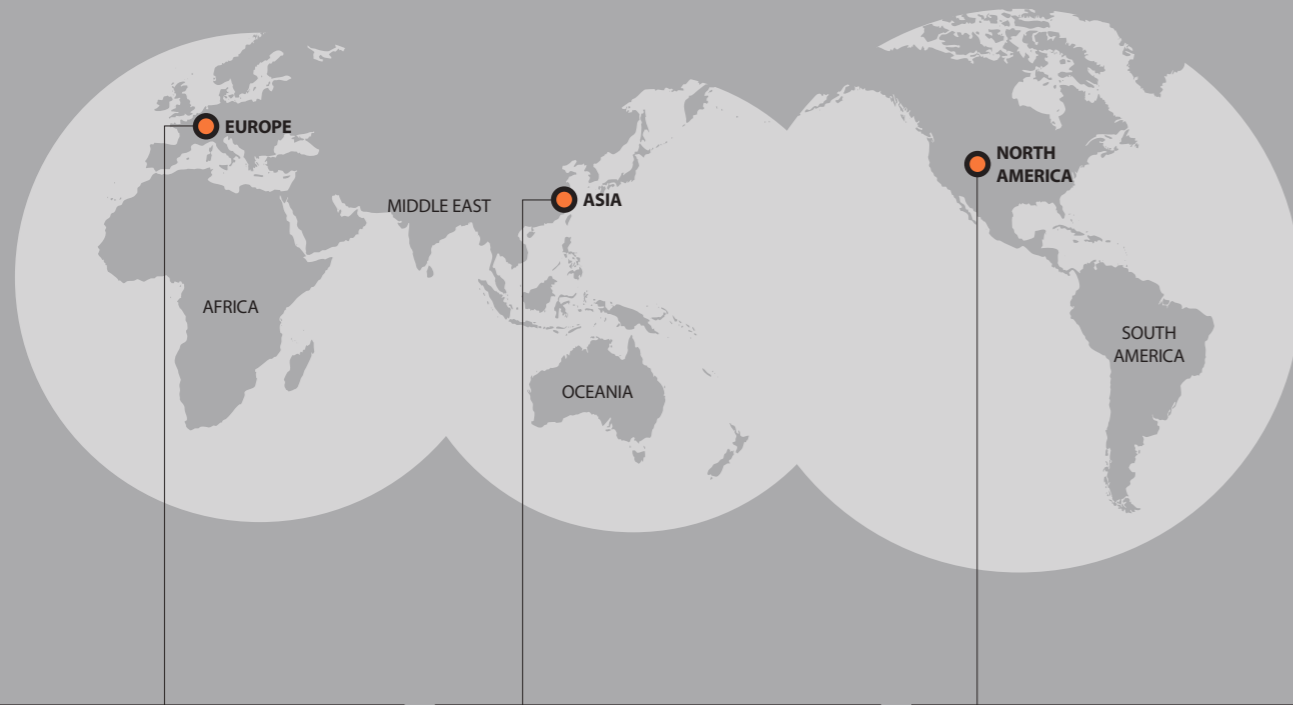 EUROPE
NORTH
AMERICA
ASIA
MIDDLE EAST
AFRICA
SOUTH
AMERICA
OCEANIA